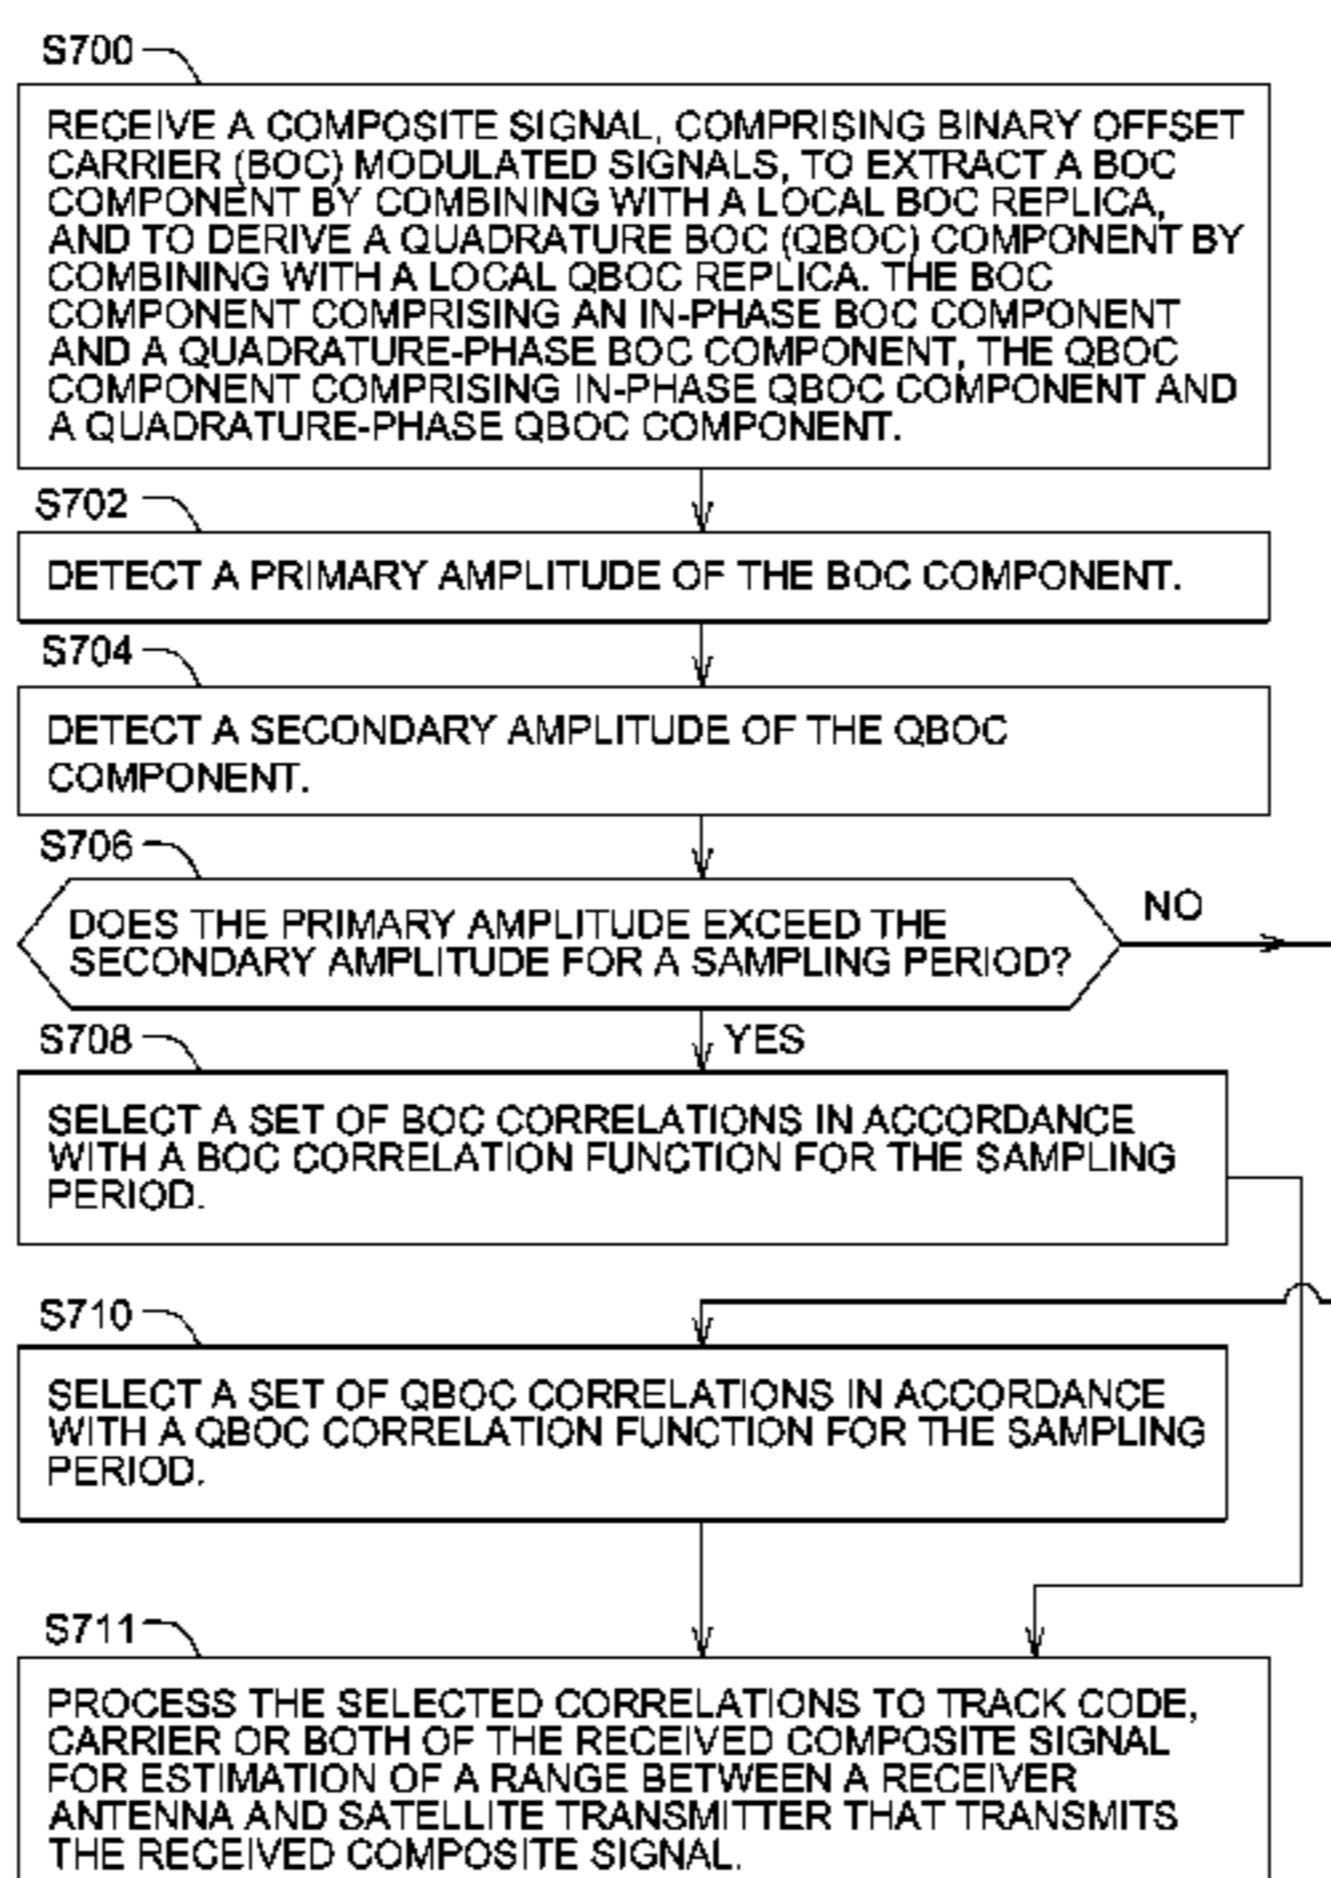 S700
RECEIVE A COMPOSITE SIGNAL, COMPRISING BINARY OFFSET
CARRIER (BOC) MODULATED SIGNALS, TO EXTRACT A BOC
COMPONENT BY COMBINING WITH A LOCAL BOC REPLICA,
AND TO DERIVE A QUADRATURE BOC (QBOC) COMPONENT BY
COMBINING WITH A LOCAL QBOC REPLICA. THE BOC
COMPONENT COMPRISING AN IN-PHASE BOC COMPONENT
AND A QUADRATURE-PHASE BOC COMPONENT, THE QBOC
COMPONENT COMPRISING IN-PHASE QBOC COMPONENT AND
A QUADRATURE-PHASE QBOC COMPONENT.
S702
DETECT A PRIMARY AMPLITUDE OF THE BOC COMPONENT.
S704
DETECT A SECONDARY AMPLITUDE OF THE QBOC
COMPONENT.
S706
DOES THE PRIMARY AMPLITUDE EXCEED THE
SECONDARY AMPLITUDE FOR A SAMPLING PERIOD?
NO
YES
S708
SELECT A SET OF BOC CORRELATIONS IN ACCORDANCE
WITH A BOC CORRELATION FUNCTION FOR THE SAMPLING
PERIOD.
S710
SELECT A SET OF QBOC CORRELATIONS IN ACCORDANCE
WITH A QBOC CORRELATION FUNCTION FOR THE SAMPLING
PERIOD.
S711
PROCESS THE SELECTED CORRELATIONS TO TRACK CODE,
CARRIER OR BOTH OF THE RECEIVED COMPOSITE SIGNAL
FOR ESTIMATION OF A RANGE BETWEEN A RECEIVER
ANTENNA AND SATELLITE TRANSMITTER THAT TRANSMITS
THE RECEIVED COMPOSITE SIGNAL.